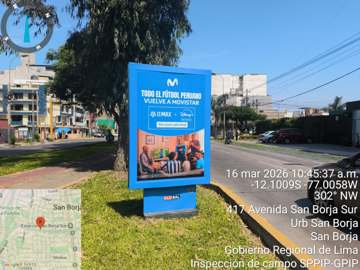 TODO EL FÚTBOL PERUANO
VUELVE A MOVISTAR
L1MAX
Disney+
16 mar 2026 10:45:37 a.m.
-12.1009S -77.0058W
302° NW
417 Avenida San Borja Sur
Urb San Borja
San Borja
Gobierno Regional de Lima
Inspección de campo SPPIP-GPIP
San Borja